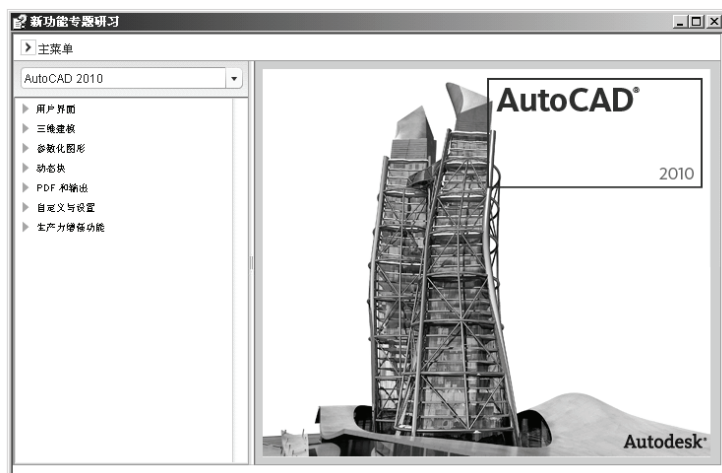 新功能专题研习
主菜单
AutoCAD 2010
用户界面
三维建模
参数化图形
动态块
PDF 和输出
自定义与设置
生产力增强功能
AutoCAD®
2010
Autodesk®